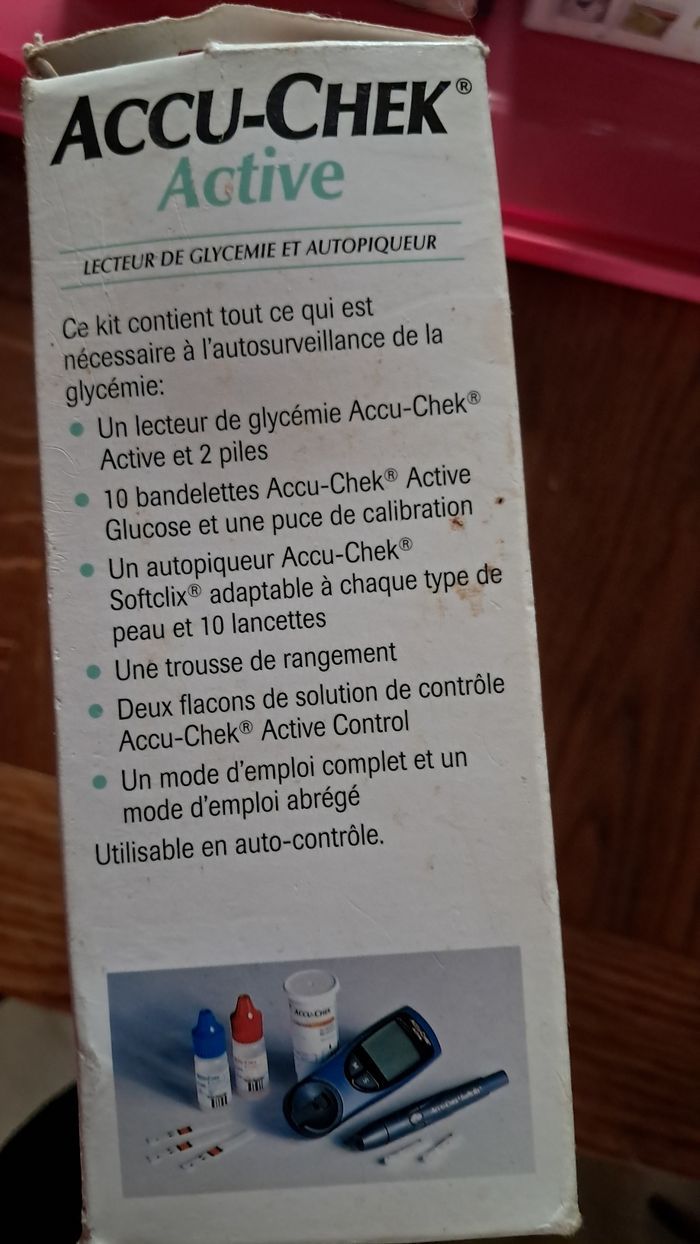 ACCU-CHEK®
Active
LECTEUR DE GLYCEMIE ET AUTOPIQUEUR
Ce kit contient tout ce qui est
nécessaire à l'autosurveillance de la
glycémie:
• Un lecteur de glycémie Accu-Chek®
Active et 2 piles
• 10 bandelettes Accu-Chek® Active
Glucose et une puce de calibration
• Un autopiqueur Accu-Chek®
Softclix® adaptable à chaque type de
peau et 10 lancettes
• Une trousse de rangement
• Deux flacons de solution de contrôle
Accu-Chek® Active Control
• Un mode d'emploi complet et un
mode d'emploi abrégé
Utilisable en auto-contrôle.
ACCU-CHEK